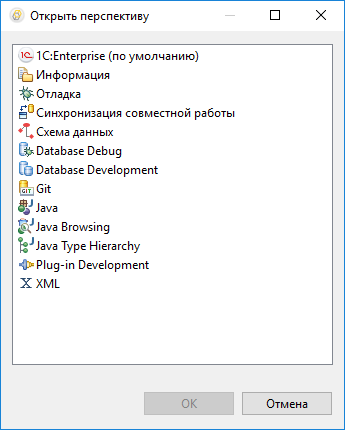 Открыть перспективу
1C:Enterprise (по умолчанию)
Информация
Отладка
Синхронизация совместной работы
Схема данных
Database Debug
Database Development
Git
Java
Java Browsing
Java Type Hierarchy
Plug-in Development
XML
OK
Отмена